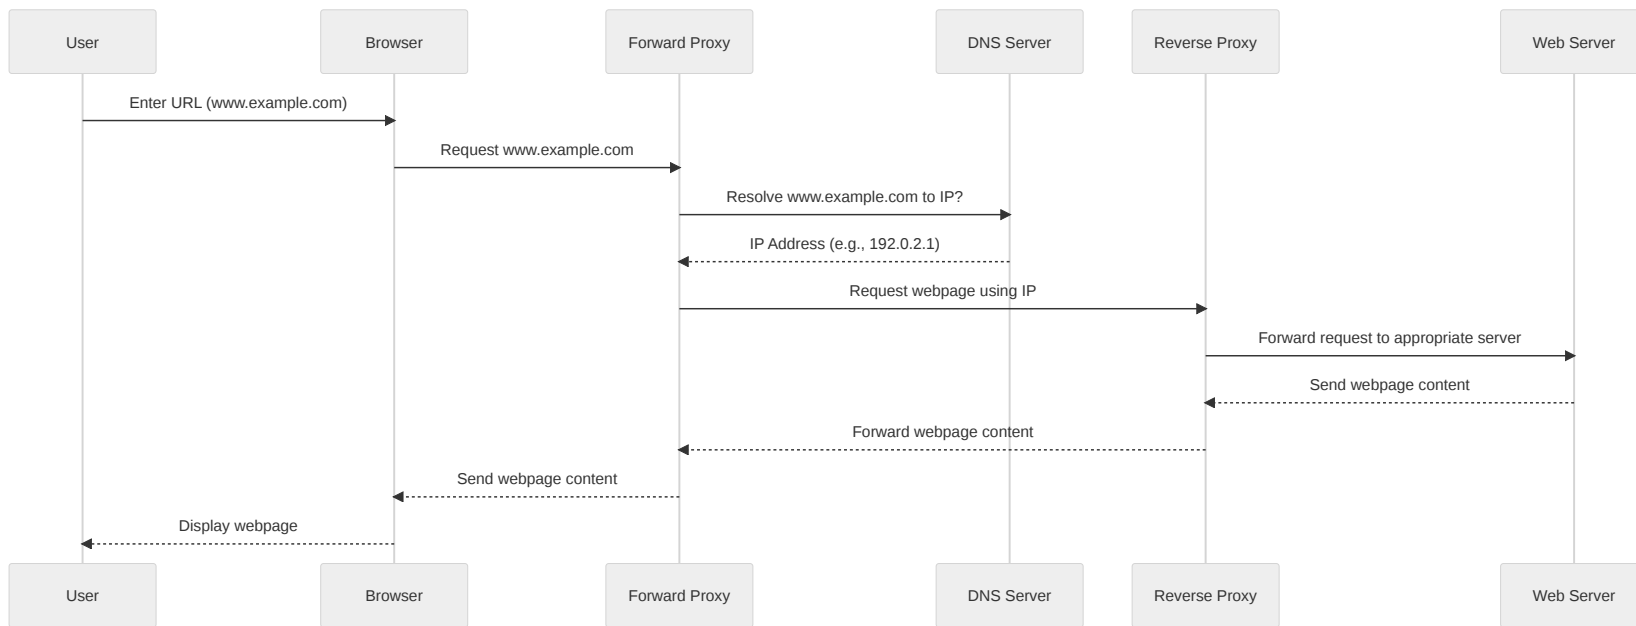 User
Browser
Forward Proxy
DNS Server
Reverse Proxy
Web Server
Enter URL (www.example.com)
Request www.example.com
Resolve www.example.com to IP?
IP Address (e.g., 192.0.2.1)
Request webpage using IP
Forward request to appropriate server
Send webpage content
Forward webpage content
Send webpage content
Display webpage
User
Browser
Forward Proxy
DNS Server
Reverse Proxy
Web Server